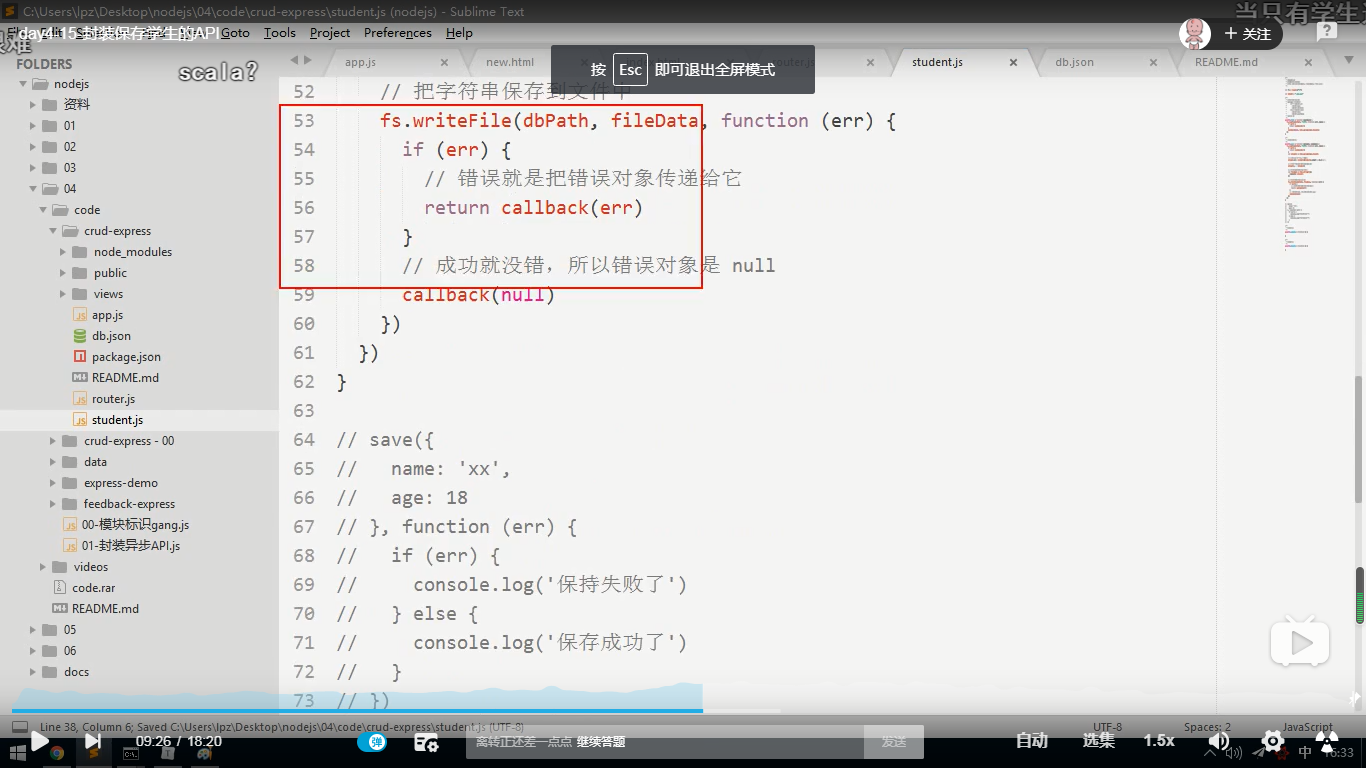 C:\Users\lpz\Desktop\nodejs\04\code\crud-express\student.js (nodejs) - Sublime Text
当只有学生
day4-15_封装保存学生的API
Goto Tools Project Preferences Help
+ 关注
scala?
按 Esc 即可退出全屏模式
FOLDERS
app.js
new.html
student.js
db.json
README.md
nodejs
资料
01
02
03
04
code
crud-express
node_modules
public
views
app.js
db.json
package.json
README.md
router.js
student.js
crud-express - 00
data
express-demo
feedback-express
00-模块标识gang.js
01-封装异步API.js
videos
code.rar
README.md
05
06
docs
52 // 把字符串保存到文件中
53 fs.writeFile(dbPath, fileData, function (err) {
54 if (err) {
55 // 错误就是把错误对象传递给它
56 return callback(err)
57 }
58 // 成功就没错，所以错误对象是 null
59 callback(null)
60 })
61 })
62 }
63
64 // save({
65 // name: 'xx',
66 // age: 18
67 // }, function (err) {
68 // if (err) {
69 // console.log('保持失败了')
70 // } else {
71 // console.log('保存成功了')
72 // }
73 // })
Line 38, Column 6; Saved C:\Users\lpz\Desktop\nodejs\04\code\crud-express\student.js (UTF-8)
UTF-8
Spaces: 2
JavaScript
09:26 / 18:20
弹
离转正还差一点点 继续答题
发送
自动
选集
1.5x
中